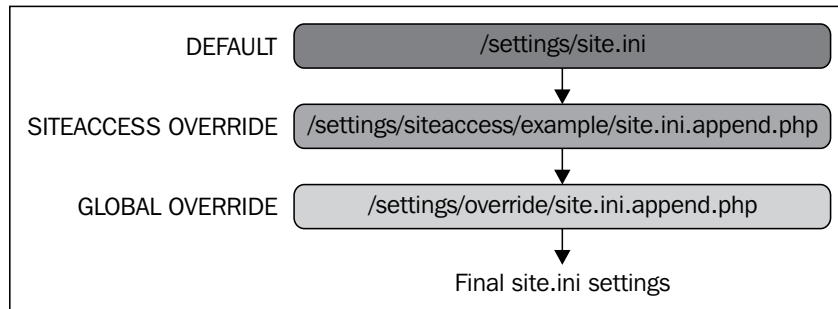 DEFAULT
/settings/site.ini
SITEACCESS OVERRIDE
/settings/siteaccess/example/site.ini.append.php
GLOBAL OVERRIDE
/settings/override/site.ini.append.php
Final site.ini settings